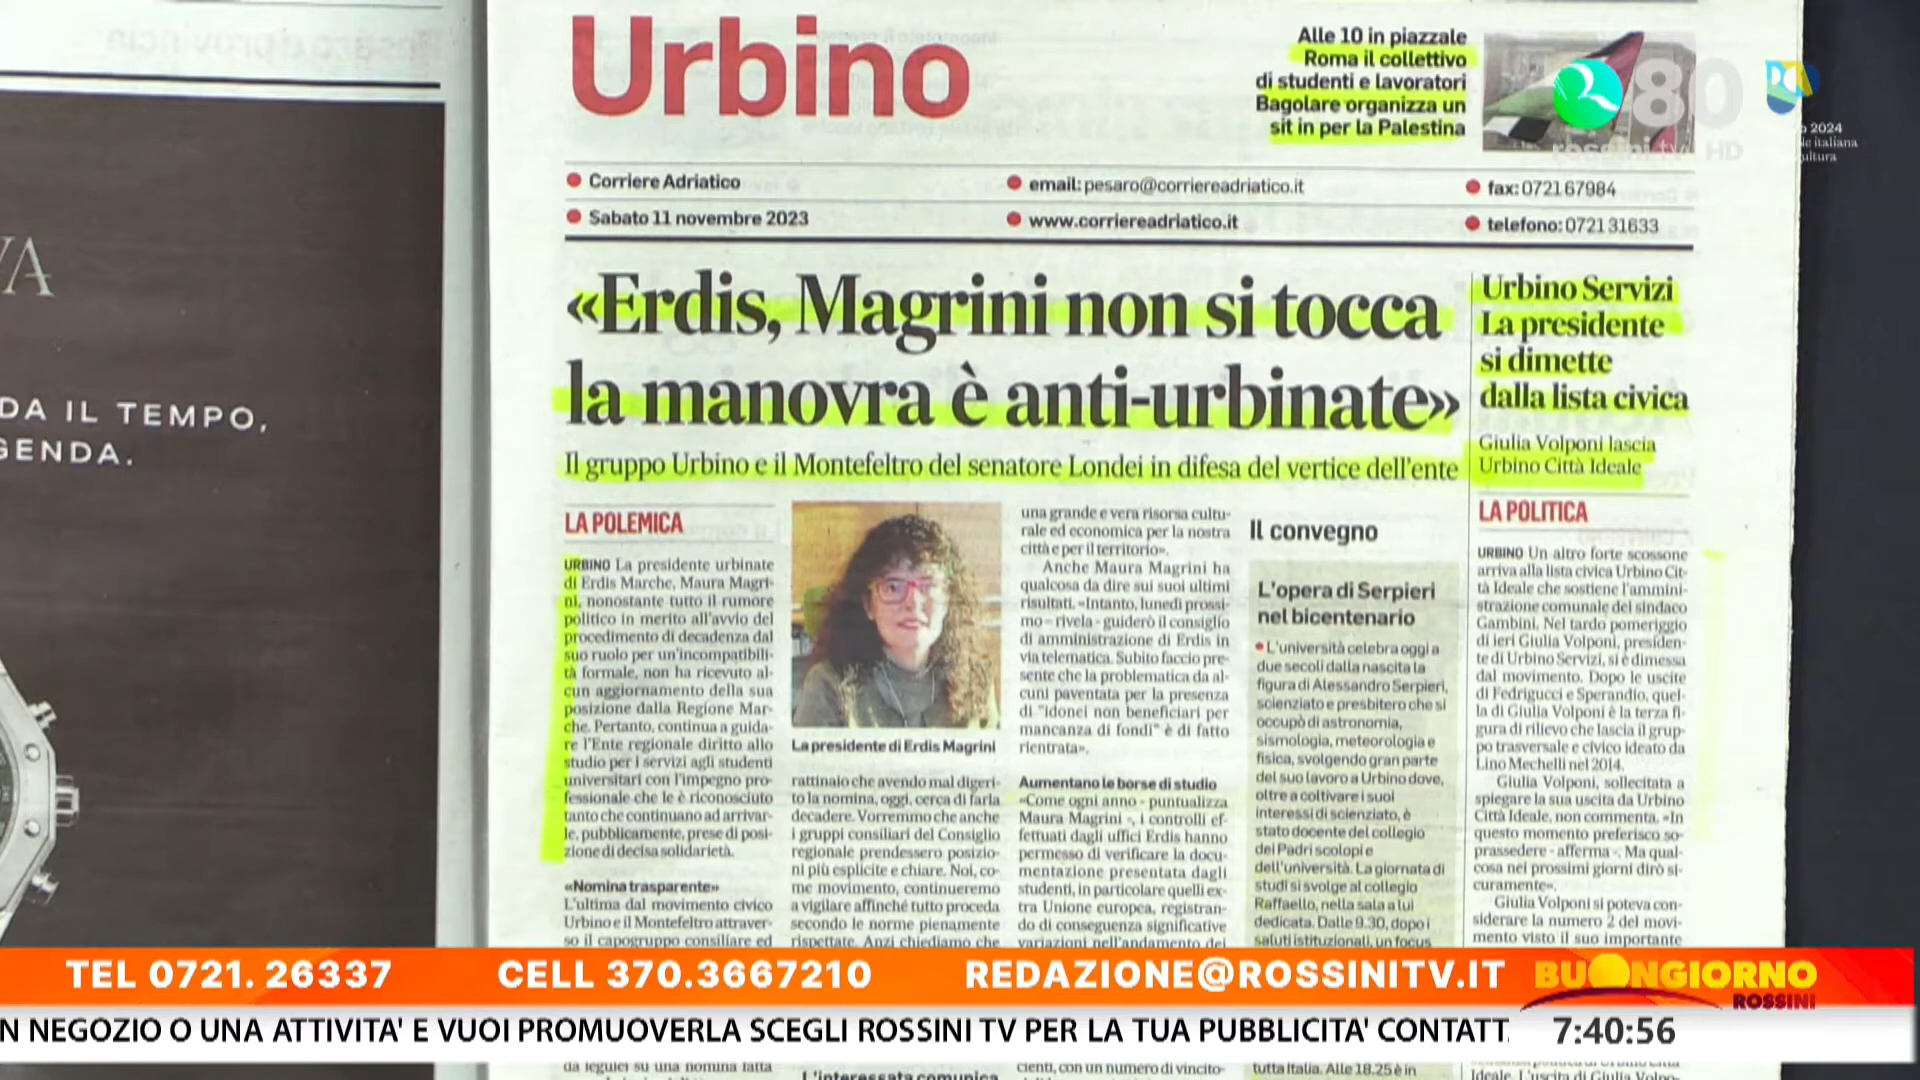 Urbino
Alle 10 in piazzale
Roma il collettivo
di studenti e lavoratori
Bagolare organizza un
sit in per la Palestina
80
rossini tv HD
2024
italiana
Corriere Adriatico
email: pesaro@corriereadriatico.it
fax: 0721 67984
Sabato 11 novembre 2023
www.corriereadriatico.it
telefono: 0721 31633
DA IL TEMPO,
GENDA.
«Erdis, Magrini non si tocca
la manovra è anti-urbinate»
Il gruppo Urbino e il Montefeltro del senatore Londei in difesa del vertice dell'ente
Urbino Servizi
La presidente
si dimette
dalla lista civica
Giulia Volponi lascia
Urbino Città Ideale
LA POLEMICA
URBINO La presidente urbinate
di Erdis Marche, Maura Magri-
ni, nonostante tutto il rumore
politico in merito all'avvio del
procedimento di decadenza dal
suo ruolo per un'incompatibili-
tà formale, non ha ricevuto al-
cun aggiornamento della sua
posizione dalla Regione Mar-
che. Pertanto, continua a guida-
re l'Ente regionale diritto allo
studio per i servizi agli studenti
universitari con l'impegno pro-
fessionale che le è riconosciuto
tanto che continuano ad arrivar-
le, pubblicamente, prese di posi-
zione di decisa solidarietà.
«Nomina trasparente»
L'ultima dal movimento civico
Urbino e il Montefeltro attraver-
so il capogruppo consiliare ed
La presidente di Erdis Magrini
rattinaio che avendo mal digeri-
to la nomina, oggi, cerca di farla
decadere. Vorremmo che anche
i gruppi consiliari del Consiglio
regionale prendessero posizio-
ni più esplicite e chiare. Noi, co-
me movimento, continueremo
a vigilare affinché tutto proceda
secondo le norme pienamente
rispettate. Anzi chiediamo che
una grande e vera risorsa cultu-
rale ed economica per la nostra
città e per il territorio».
Anche Maura Magrini ha
qualcosa da dire sui suoi ultimi
risultati. «Intanto, lunedì prossi-
mo - rivela - guiderò il consiglio
di amministrazione di Erdis in
via telematica. Subito faccio pre-
sente che la problematica da al-
cuni paventata per la presenza
di "idonei non beneficiari per
mancanza di fondi" è di fatto
rientrata».
Aumentano le borse di studio
«Come ogni anno - puntualizza
Maura Magrini -, i controlli ef-
fettuati dagli uffici Erdis hanno
permesso di verificare la docu-
mentazione presentata dagli
studenti, in particolare quelli ex-
tra Unione europea, registran-
do di conseguenza significative
variazioni nell'andamento dei
Il convegno
L'opera di Serpieri
nel bicentenario
L'università celebra oggi a
due secoli dalla nascita la
figura di Alessandro Serpieri,
scienziato e presbitero che si
occupò di astronomia,
sismologia, meteorologia e
fisica, svolgendo gran parte
del suo lavoro a Urbino dove,
oltre a coltivare i suoi
interessi di scienziato, è
stato docente del collegio
dei Padri scolopi e
dell'università. La giornata di
studi si svolge al collegio
Raffaello, nella sala a lui
dedicata. Dalle 9.30, dopo i
saluti istituzionali, un focus
LA POLITICA
URBINO Un altro forte scossone
arriva alla lista civica Urbino Cit-
tà Ideale che sostiene l'ammini-
strazione comunale del sindaco
Gambini. Nel tardo pomeriggio
di ieri Giulia Volponi, presiden-
te di Urbino Servizi, si è dimessa
dal movimento. Dopo le uscite
di Fedrigucci e Sperandio, quel-
la di Giulia Volponi è la terza fi-
gura di rilievo che lascia il grup-
po trasversale e civico ideato da
Lino Mechelli nel 2014.
Giulia Volponi, sollecitata a
spiegare la sua uscita da Urbino
Città Ideale, non commenta. «In
questo momento preferisco so-
prassedere - afferma -. Ma qual-
cosa nei prossimi giorni dirò si-
curamente».
Giulia Volponi si poteva con-
siderare la numero 2 del movi-
mento visto il suo importante
TEL 0721. 26337
CELL 370.3667210
REDAZIONE@ROSSINITV.IT
BUONGIORNO
ROSSINI
N NEGOZIO O UNA ATTIVITA' E VUOI PROMUOVERLA SCEGLI ROSSINI TV PER LA TUA PUBBLICITA' CONTATT
7:40:56
cienti, con un numero di vincito-
tutta Italia. Alle 18.25 è in